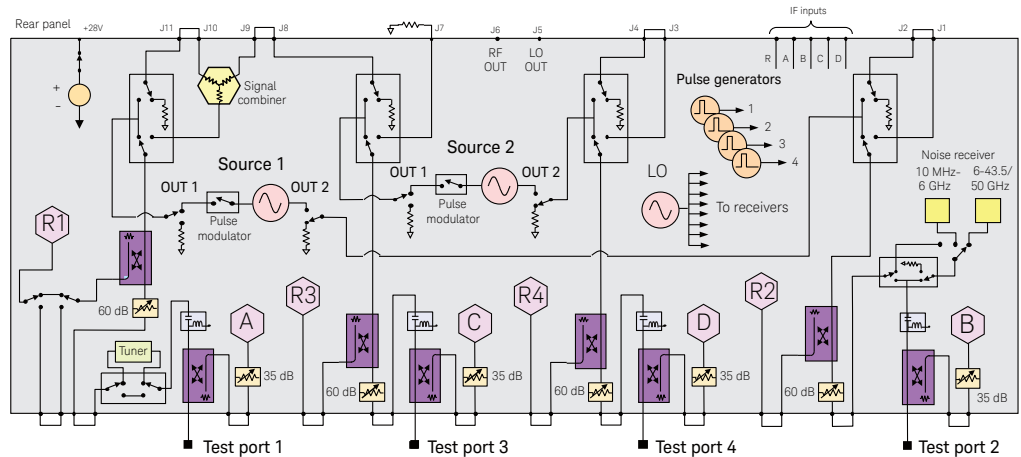 Rear panel
+28V
J11
J10
J9
J8
J7
J6
J5
J4
J3
J2
J1
RF
OUT
LO
OUT
IF inputs
R
A
B
C
D
+
-
Signal
combiner
Pulse generators
1
2
3
4
Noise receiver
10 MHz-
6 GHz
6-43.5/
50 GHz
Source 1
OUT 1
OUT 2
Pulse
modulator
Source 2
OUT 1
OUT 2
Pulse
modulator
LO
To receivers
R1
60 dB
Tuner
A
35 dB
R3
60 dB
C
35 dB
R4
60 dB
D
35 dB
R2
60 dB
B
35 dB
Test port 1
Test port 3
Test port 4
Test port 2